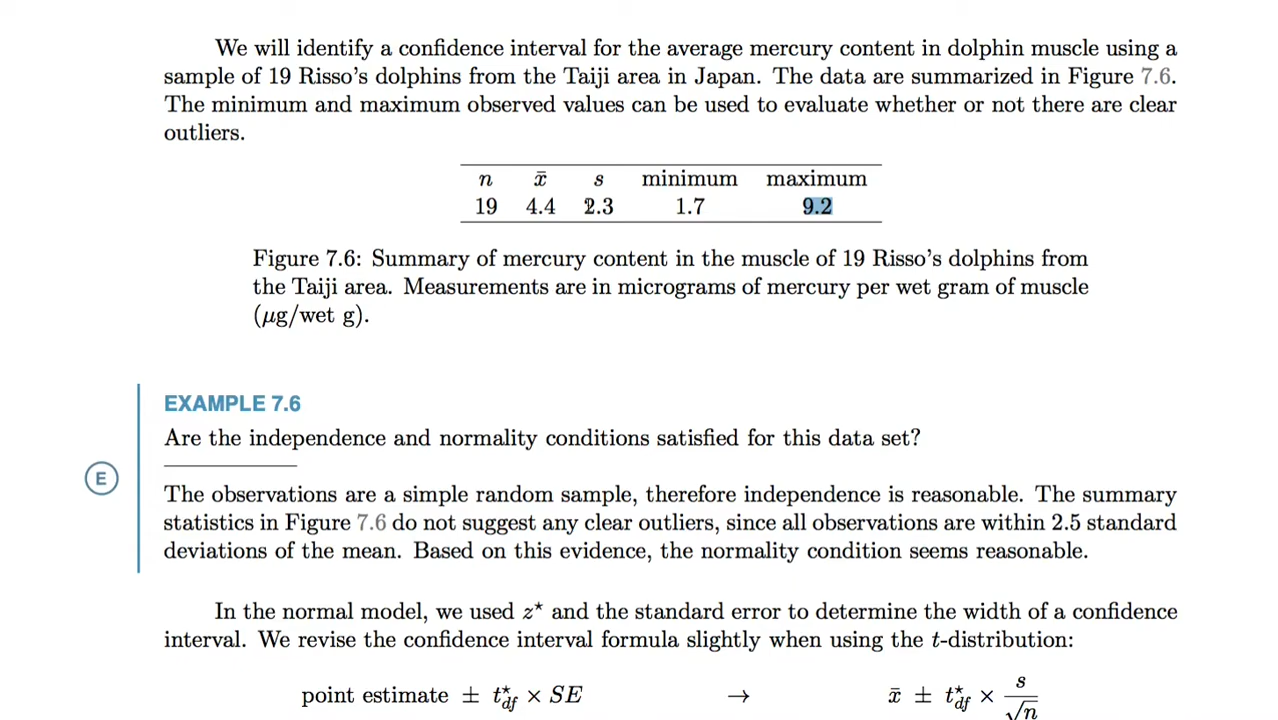 We will identify a confidence interval for the average mercury content in dolphin muscle using a
sample of 19 Risso's dolphins from the Taiji area in Japan. The data are summarized in Figure 7.6.
The minimum and maximum observed values can be used to evaluate whether or not there are clear
outliers.
n x̄ s minimum maximum
19 4.4 2.3 1.7 9.2
Figure 7.6: Summary of mercury content in the muscle of 19 Risso's dolphins from
the Taiji area. Measurements are in micrograms of mercury per wet gram of muscle
(μg/wet g).
EXAMPLE 7.6
Are the independence and normality conditions satisfied for this data set?
E
The observations are a simple random sample, therefore independence is reasonable. The summary
statistics in Figure 7.6 do not suggest any clear outliers, since all observations are within 2.5 standard
deviations of the mean. Based on this evidence, the normality condition seems reasonable.
In the normal model, we used z⋆ and the standard error to determine the width of a confidence
interval. We revise the confidence interval formula slightly when using the t-distribution:
point estimate ± t⋆df × SE → x̄ ± t⋆df × s/√n